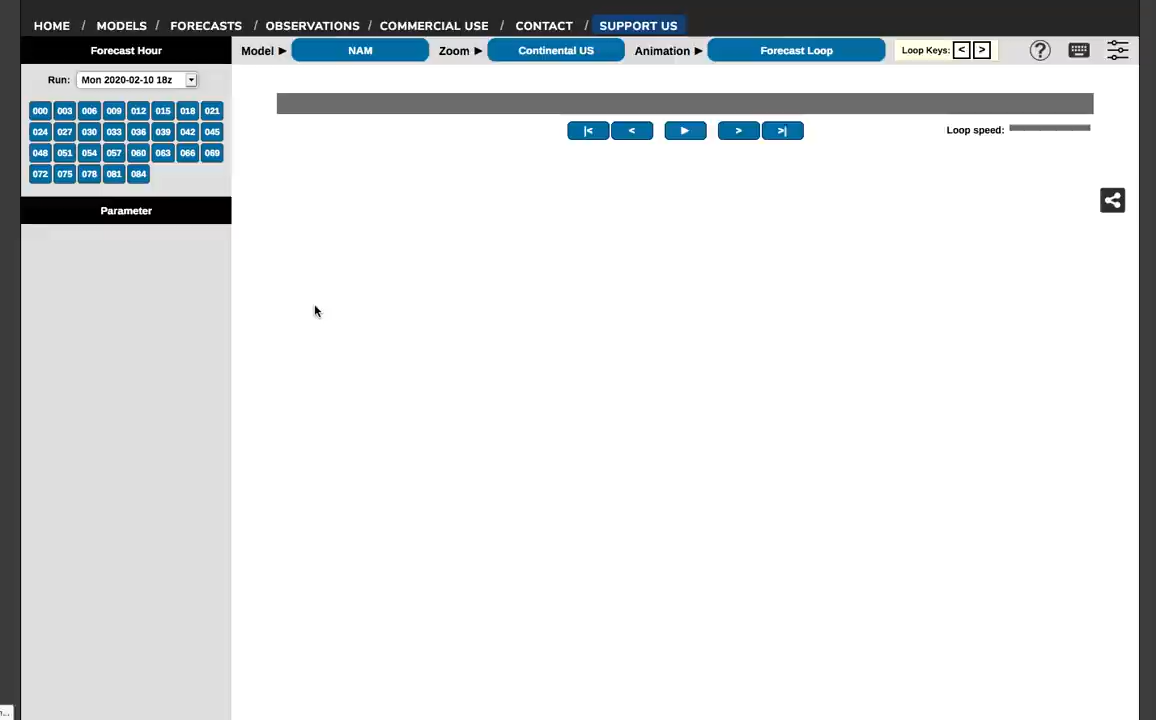 HOME / MODELS / FORECASTS / OBSERVATIONS / COMMERCIAL USE / CONTACT / SUPPORT US
Forecast Hour
Model ▶ NAM Zoom ▶ Continental US Animation ▶ Forecast Loop Loop Keys: < >
Run: Mon 2020-02-10 18z
000 003 006 009 012 015 018 021
024 027 030 033 036 039 042 045
048 051 054 057 060 063 066 069
072 075 078 081 084
|< < ▶ > >|
Loop speed:
Parameter